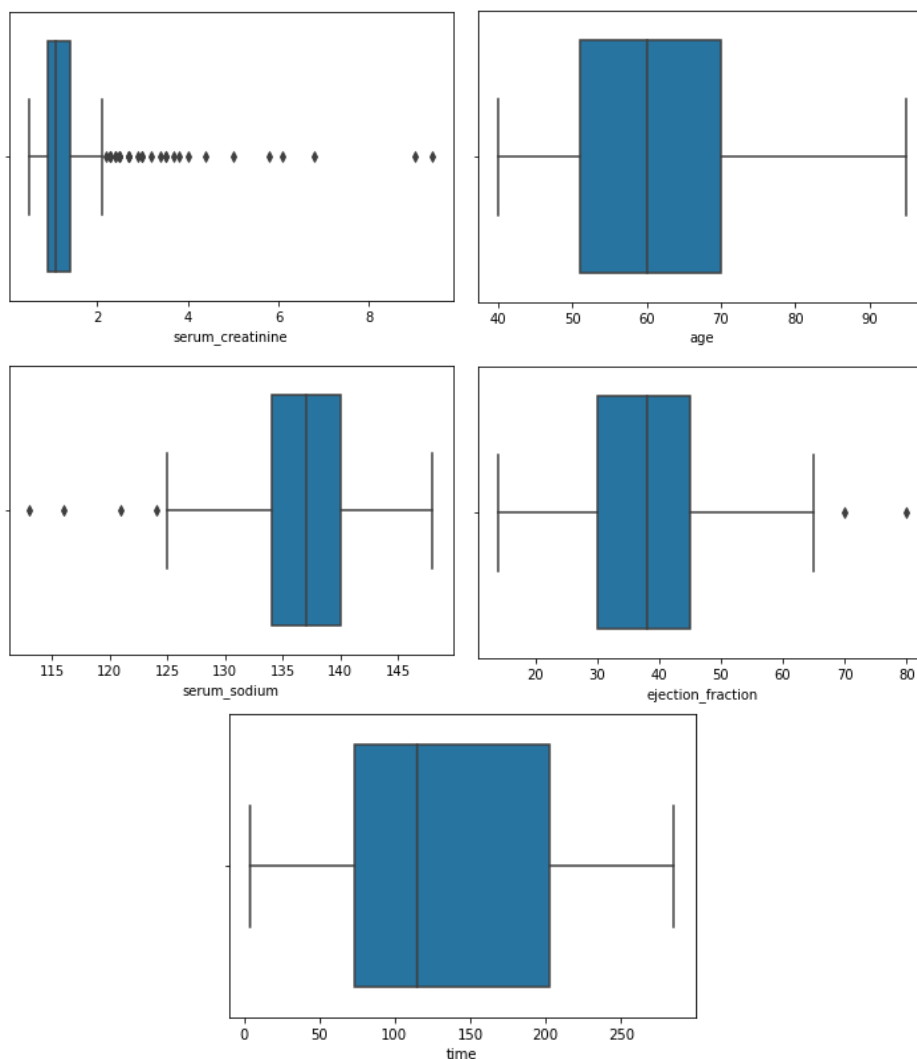 2 4 6 8
serum_creatinine
40 50 60 70 80 90
age
115 120 125 130 135 140 145
serum_sodium
20 30 40 50 60 70 80
ejection_fraction
0 50 100 150 200 250
time